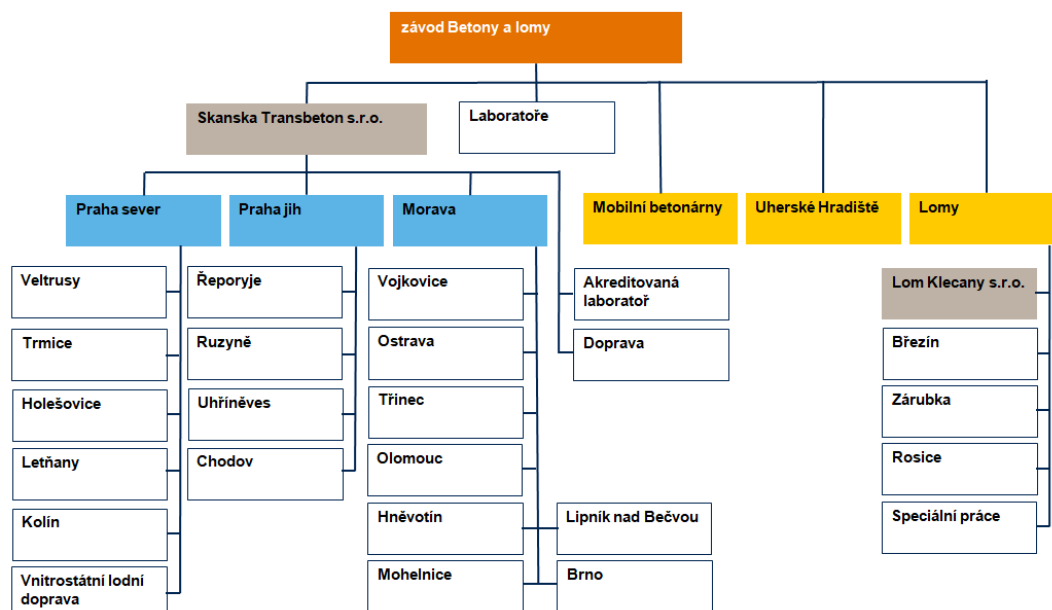 závod Betony a lomy
Skanska Transbeton s.r.o.
Laboratoře
Praha sever
Praha jih
Morava
Mobilní betonárny
Uherské Hradiště
Lomy
Veltrusy
Řeporyje
Vojkovice
Akreditovaná
laboratoř
Lom Klecany s.r.o.
Trmice
Ruzyně
Ostrava
Doprava
Březín
Holešovice
Uhříněves
Třinec
Zárubka
Letňany
Chodov
Olomouc
Rosice
Kolín
Hněvotín
Lipník nad Bečvou
Speciální práce
Vnitrostátní lodní
doprava
Mohelnice
Brno